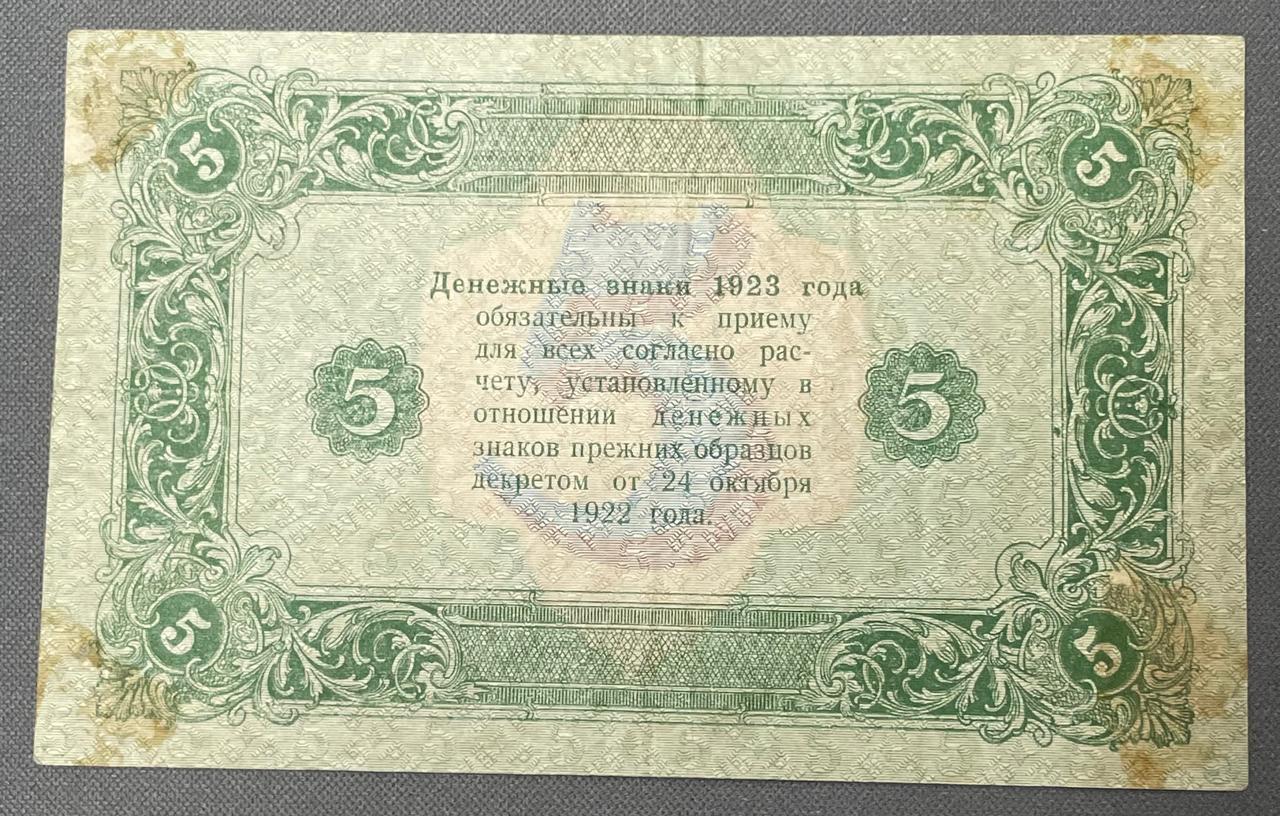 5 5
Денежные знаки 1923 года
обязательны к приему
для всех согласно рас-
чету, установленному в
5 5
отношении денежных
знаков прежних образцов
декретом от 24 октября
1922 года.
5 5